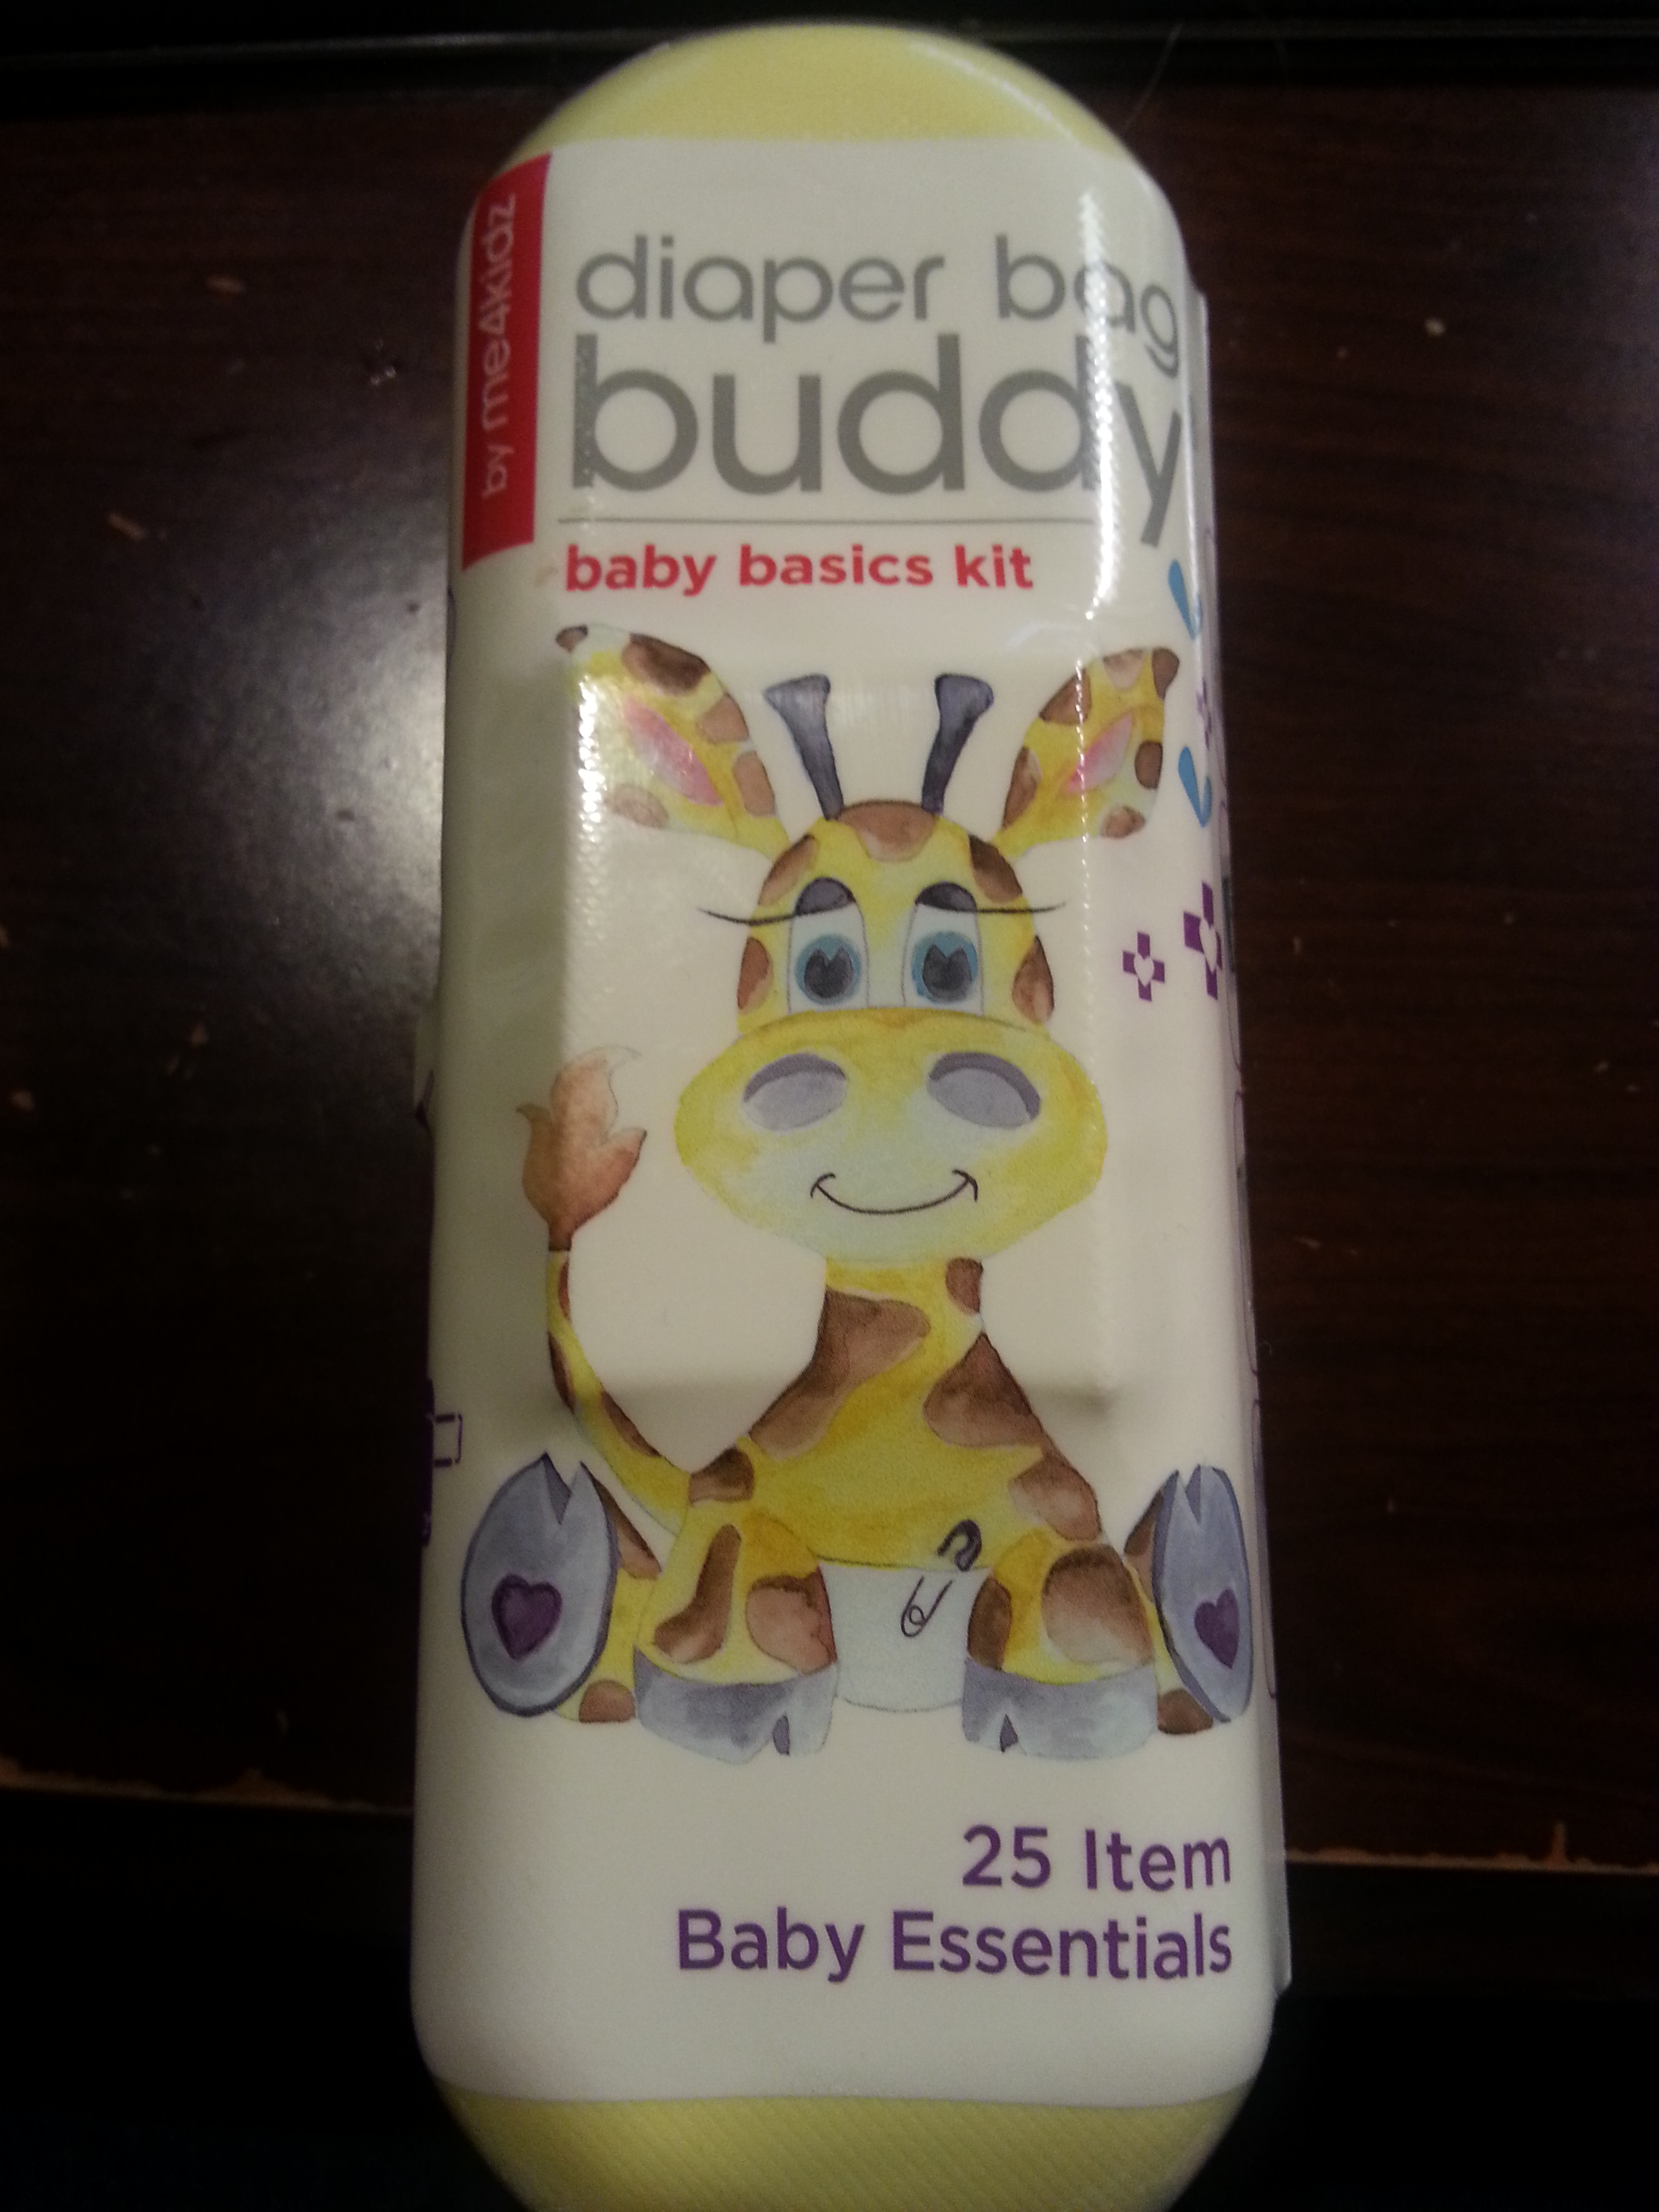 by me4kidz
diaper bag
buddy
baby basics kit
25 Item
Baby Essentials